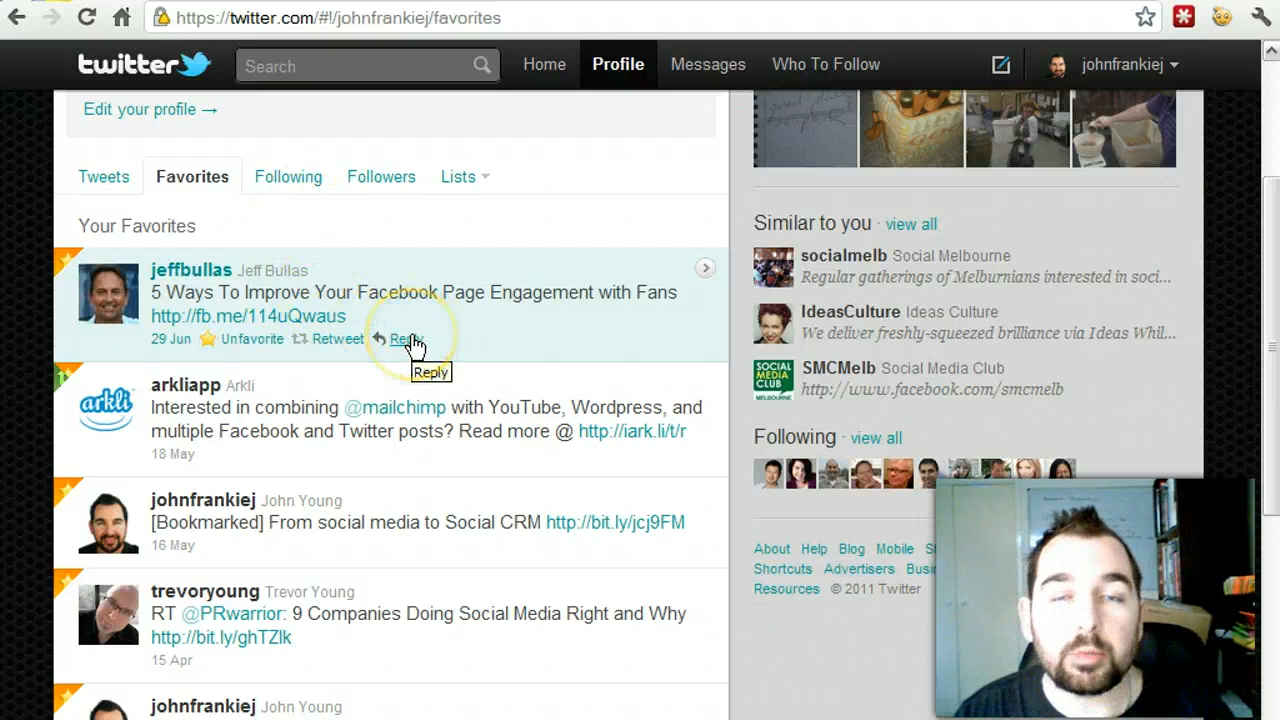 https://twitter.com/#!/johnfrankiej/favorites
twitter
Search
Home
Profile
Messages
Who To Follow
johnfrankiej
Edit your profile →
Tweets
Favorites
Following
Followers
Lists
Your Favorites
jeffbullas Jeff Bullas
5 Ways To Improve Your Facebook Page Engagement with Fans
http://fb.me/114uQwaus
29 Jun Unfavorite Retweet Reply
Reply
arkliapp Arkli
arkli
Interested in combining @mailchimp with YouTube, Wordpress, and
multiple Facebook and Twitter posts? Read more @ http://iark.li/t/r
18 May
johnfrankiej John Young
[Bookmarked] From social media to Social CRM http://bit.ly/jcj9FM
16 May
trevoryoung Trevor Young
RT @PRwarrior: 9 Companies Doing Social Media Right and Why
http://bit.ly/ghTZlk
15 Apr
johnfrankiej John Young
Similar to you · view all
socialmelb Social Melbourne
Regular gatherings of Melburnians interested in soci...
IdeasCulture Ideas Culture
We deliver freshly-squeezed brilliance via Ideas Whil...
SOCIAL
MEDIA
CLUB
MELBOURNE
SMCMelb Social Media Club
http://www.facebook.com/smcmelb
Following · view all
About Help Blog Mobile St
Shortcuts Advertisers Busi
Resources © 2011 Twitter